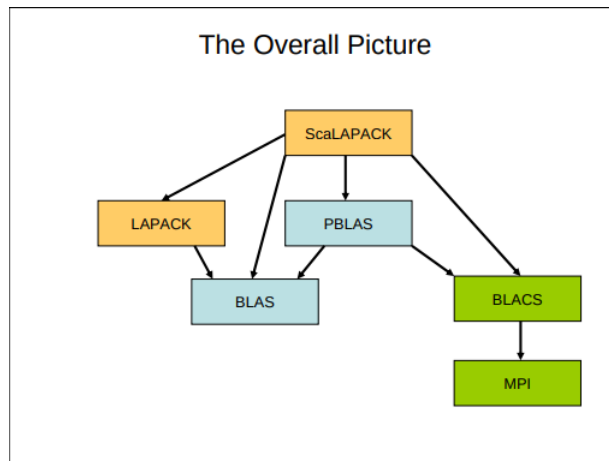 The Overall Picture
ScaLAPACK
LAPACK
PBLAS
BLAS
BLACS
MPI